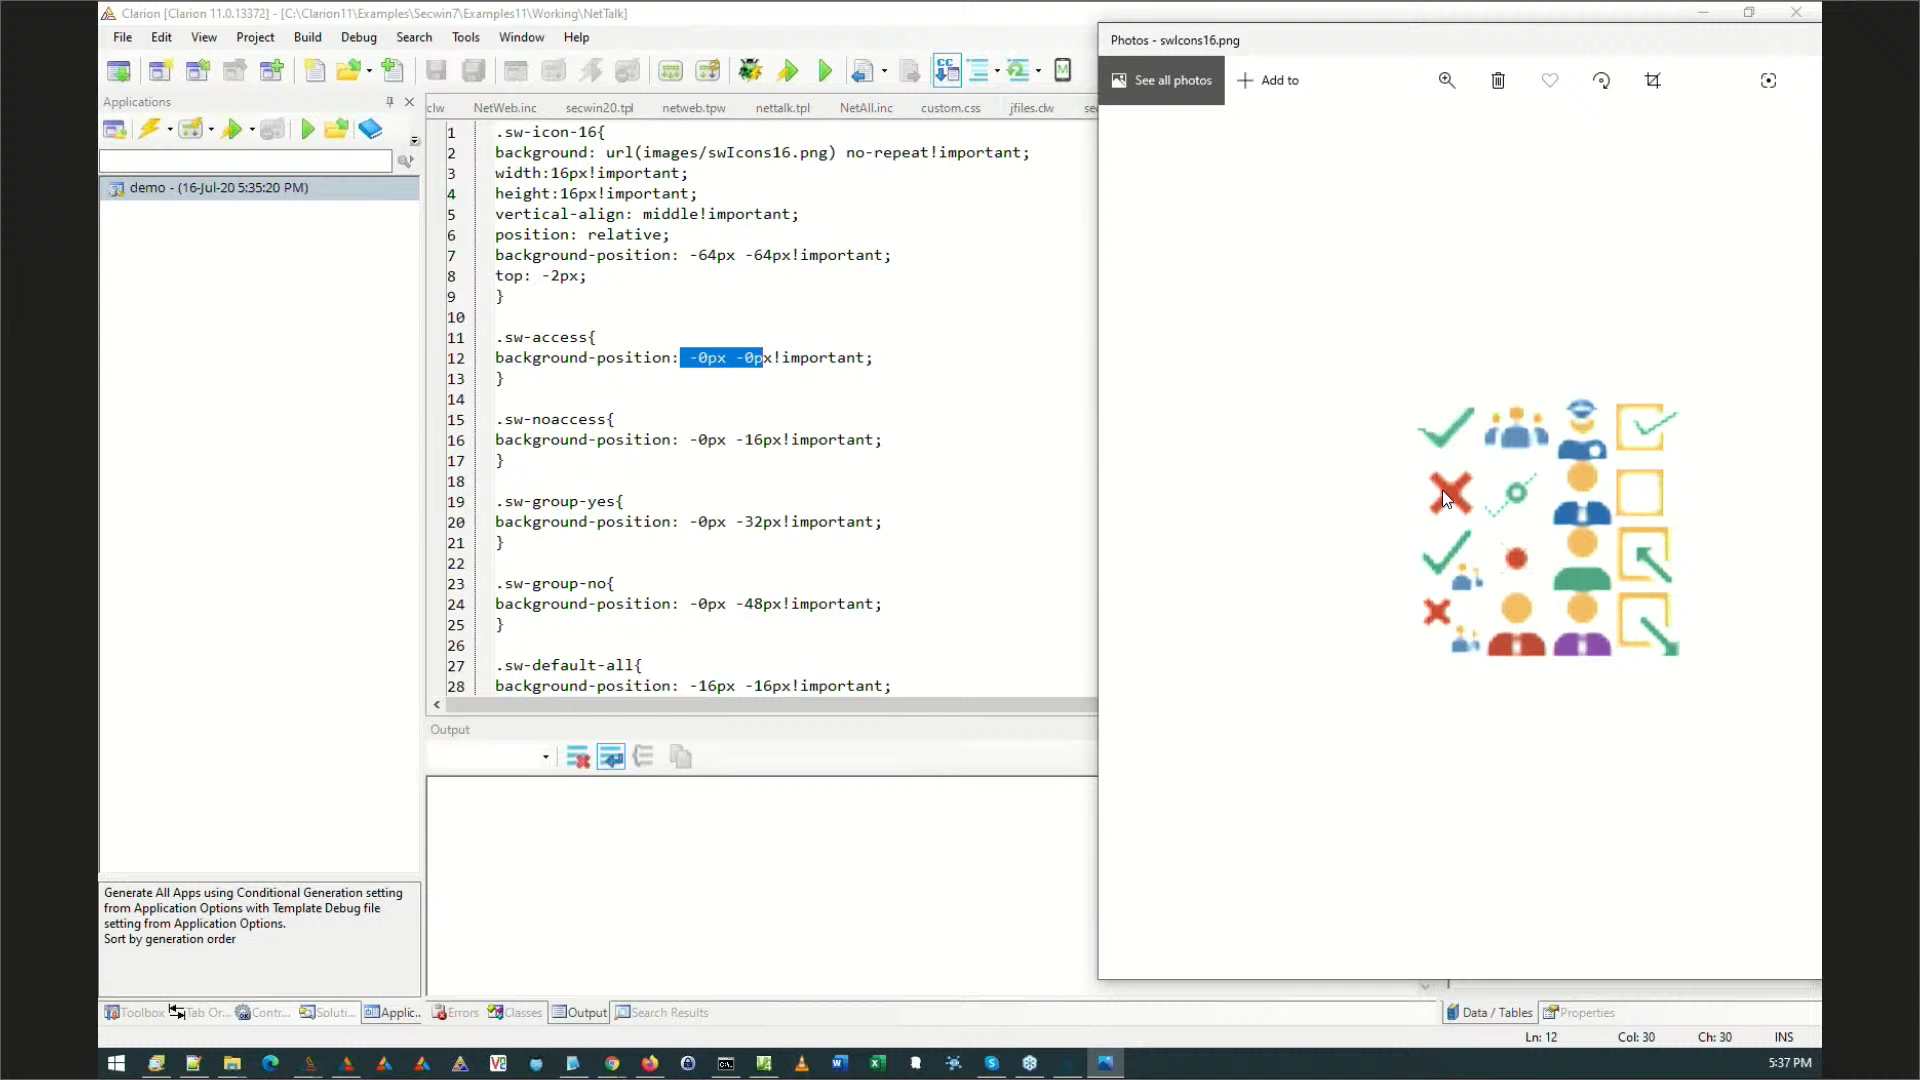 Clarion [Clarion 11.0.13372] - [C:\Clarion11\Examples\Secwin7\Examples11\Working\NetTalk]
File Edit View Project Build Debug Search Tools Window Help
Photos - swIcons16.png
See all photos
Add to
Applications
clw NetWeb.inc secwin20.tpl netweb.tpw nettalk.tpl NetAll.inc custom.css jfiles.clw
demo - (16-Jul-20 5:35:20 PM)
1 .sw-icon-16{
2 background: url(images/swIcons16.png) no-repeat!important;
3 width:16px!important;
4 height:16px!important;
5 vertical-align: middle!important;
6 position: relative;
7 background-position: -64px -64px!important;
8 top: -2px;
9 }
10
11 .sw-access{
12 background-position: -0px -0px!important;
13 }
14
15 .sw-noaccess{
16 background-position: -0px -16px!important;
17 }
18
19 .sw-group-yes{
20 background-position: -0px -32px!important;
21 }
22
23 .sw-group-no{
24 background-position: -0px -48px!important;
25 }
26
27 .sw-default-all{
28 background-position: -16px -16px!important;
Output
Generate All Apps using Conditional Generation setting
from Application Options with Template Debug file
setting from Application Options.
Sort by generation order
Toolbox Tab Or... Contr... Soluti... Applic... Errors Classes Output Search Results
Data / Tables Properties
Ln: 12 Col: 30 Ch: 30 INS
5:37 PM